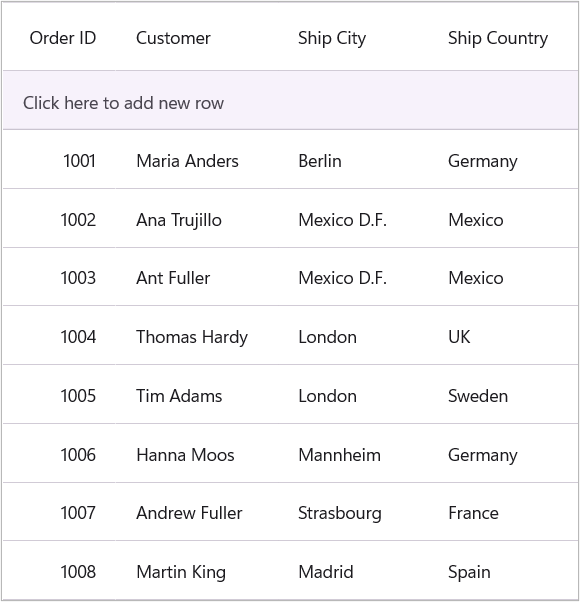 Order ID Customer Ship City Ship Country
Click here to add new row
1001 Maria Anders Berlin Germany
1002 Ana Trujillo Mexico D.F. Mexico
1003 Ant Fuller Mexico D.F. Mexico
1004 Thomas Hardy London UK
1005 Tim Adams London Sweden
1006 Hanna Moos Mannheim Germany
1007 Andrew Fuller Strasbourg France
1008 Martin King Madrid Spain